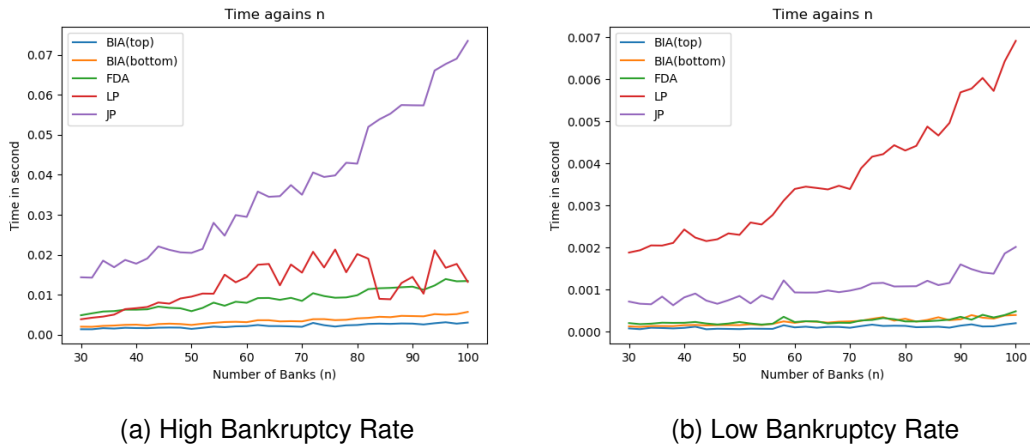 Time agains n
BIA(top)
BIA(bottom)
FDA
LP
JP
Time in second
0.07
0.06
0.05
0.04
0.03
0.02
0.01
0.00
30 40 50 60 70 80 90 100
Number of Banks (n)
(a) High Bankruptcy Rate
Time agains n
BIA(top)
BIA(bottom)
FDA
LP
JP
Time in second
0.007
0.006
0.005
0.004
0.003
0.002
0.001
0.000
30 40 50 60 70 80 90 100
Number of Banks (n)
(b) Low Bankruptcy Rate